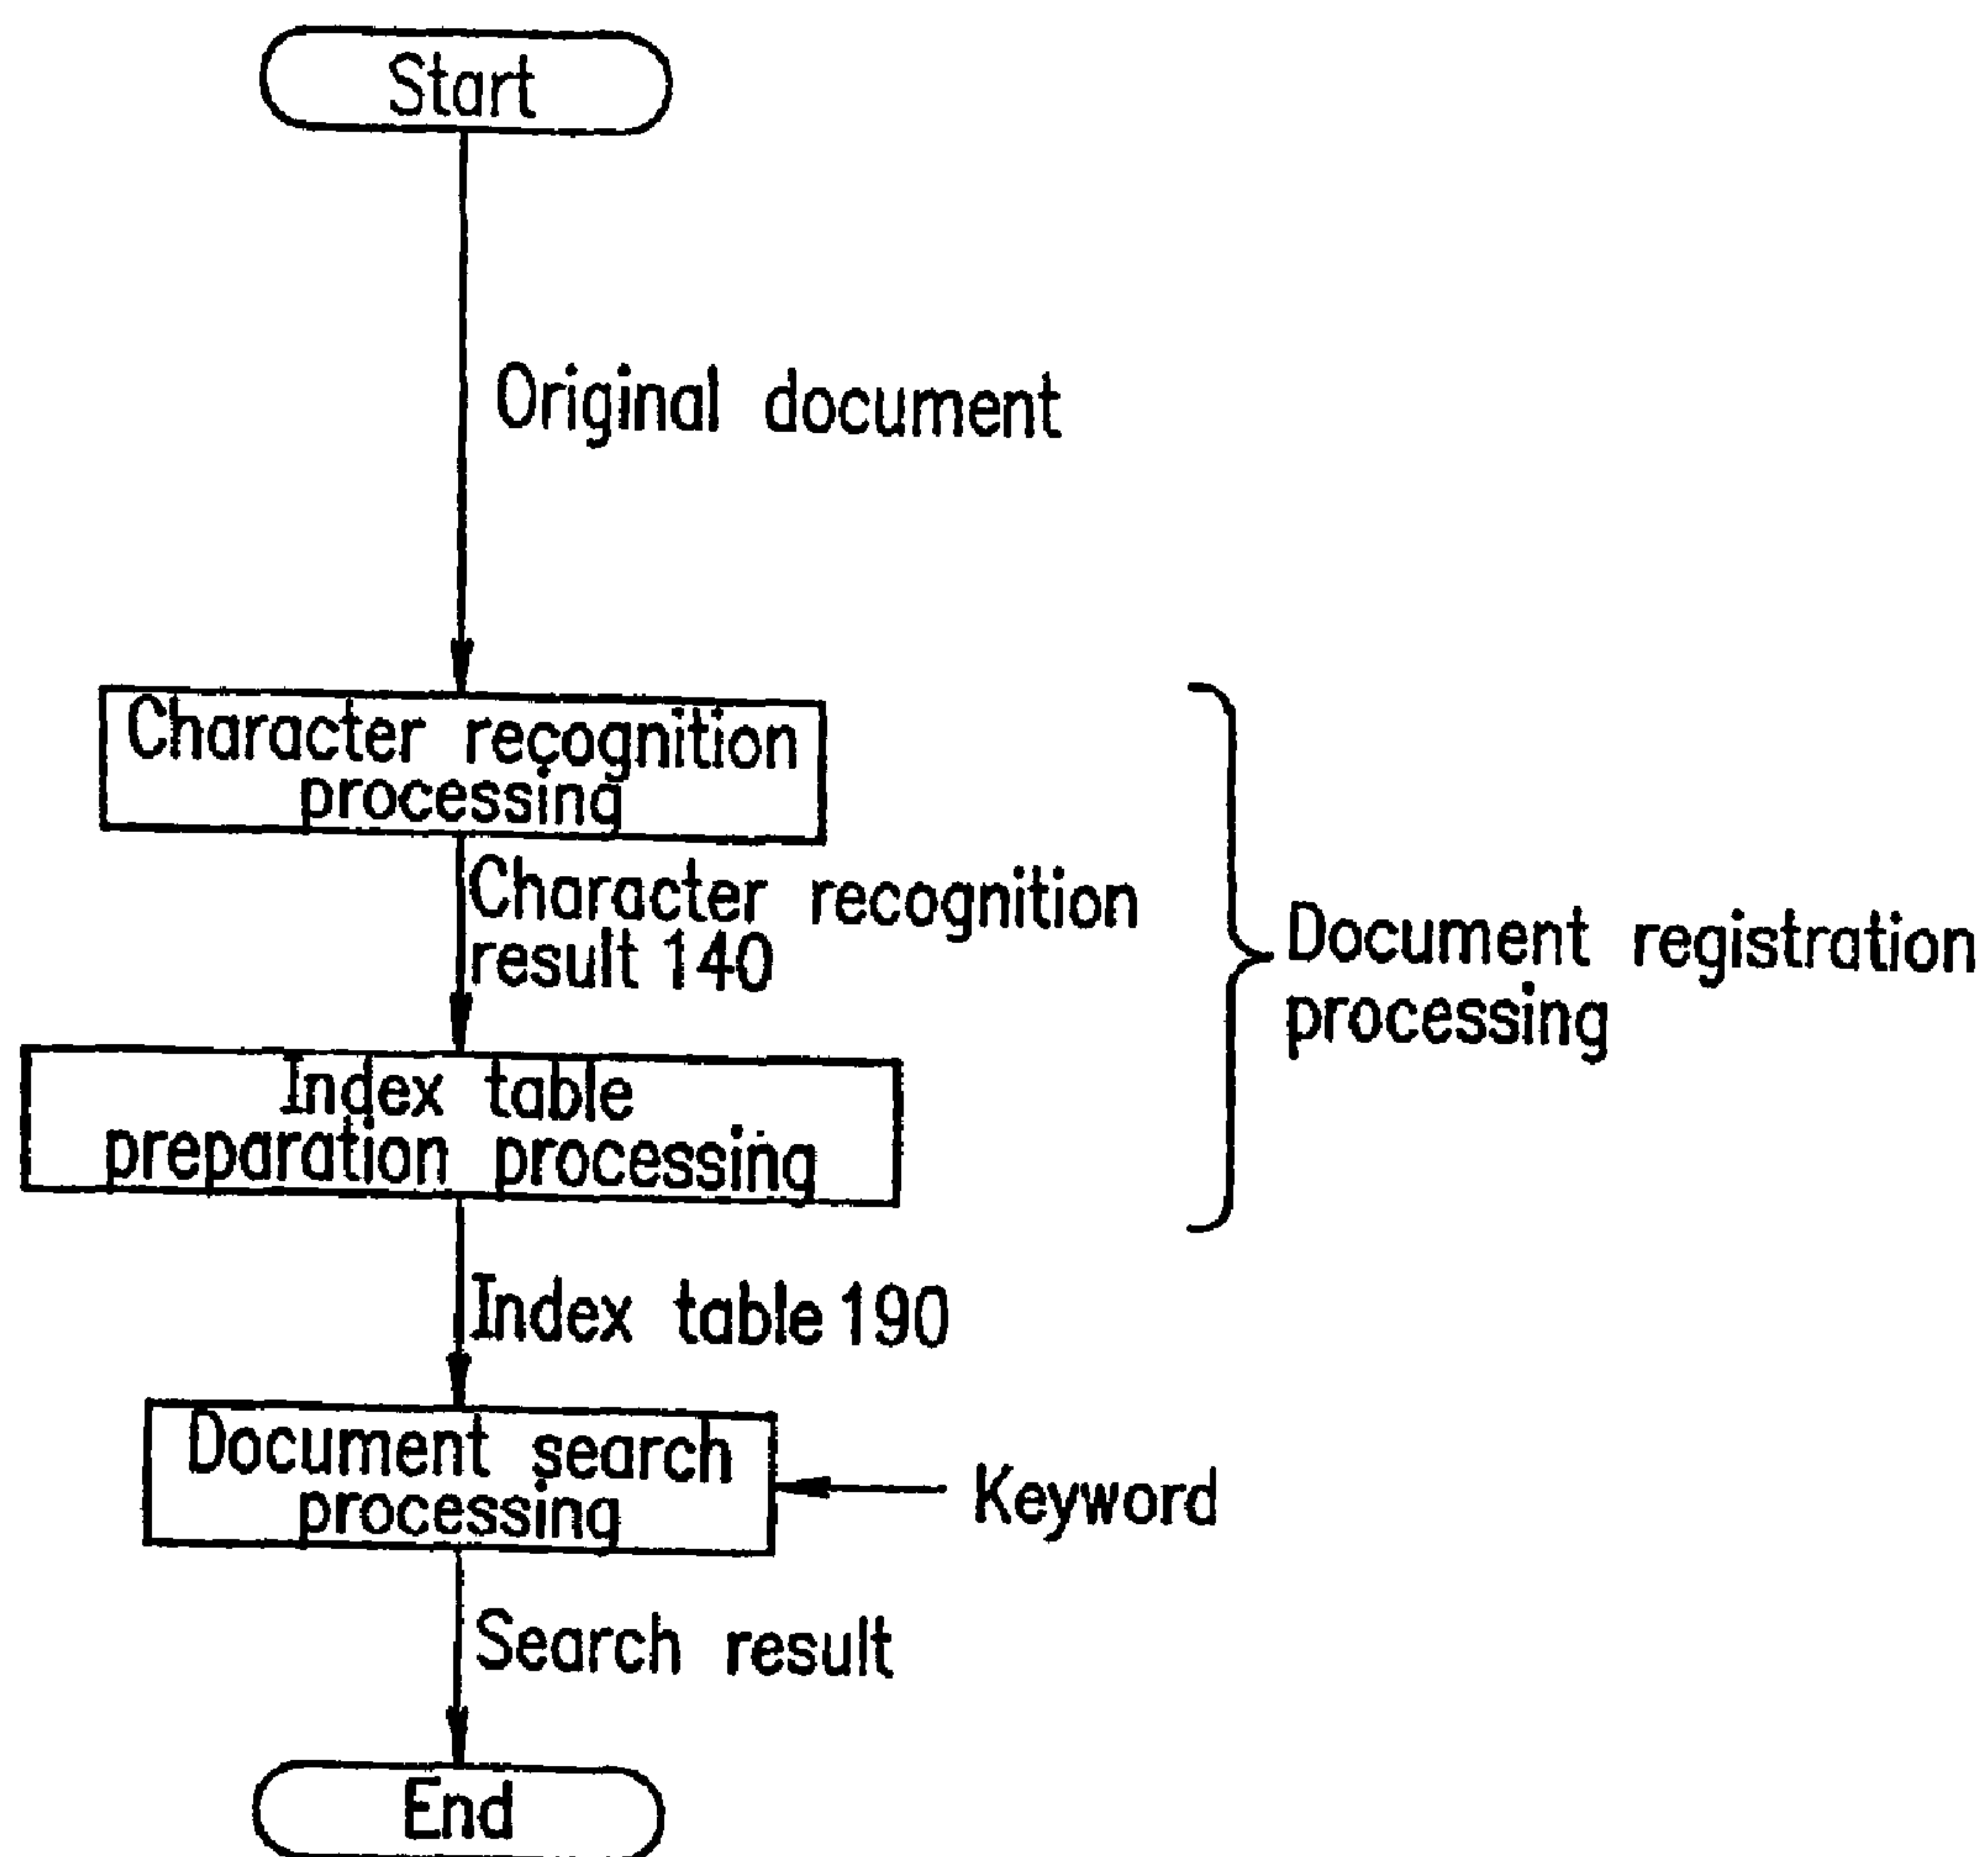 Start
Original document
Character recognition
processing
Character recognition
result 140
Document registration
processing
Index table
preparation processing
Index table 190
Document search
processing
Keyword
Search result
End